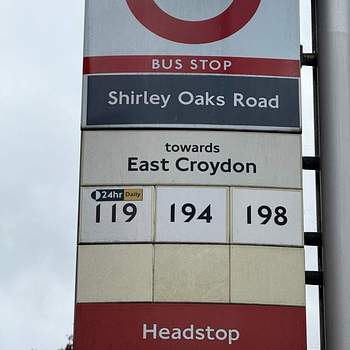 BUS STOP
Shirley Oaks Road
towards
East Croydon
24hr Daily
119 194 198
Headstop